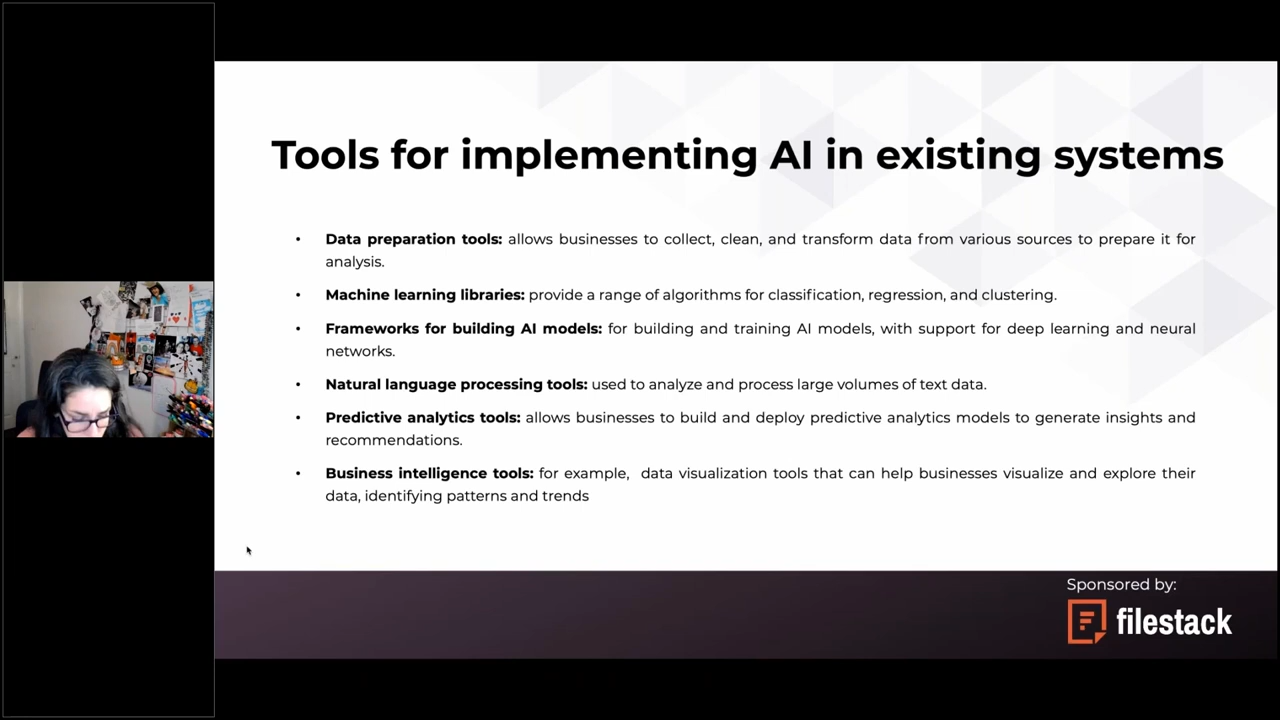 Tools for implementing AI in existing systems
• Data preparation tools: allows businesses to collect, clean, and transform data from various sources to prepare it for
analysis.
• Machine learning libraries: provide a range of algorithms for classification, regression, and clustering.
• Frameworks for building AI models: for building and training AI models, with support for deep learning and neural
networks.
• Natural language processing tools: used to analyze and process large volumes of text data.
• Predictive analytics tools: allows businesses to build and deploy predictive analytics models to generate insights and
recommendations.
• Business intelligence tools: for example,  data visualization tools that can help businesses visualize and explore their
data, identifying patterns and trends
Sponsored by:
filestack